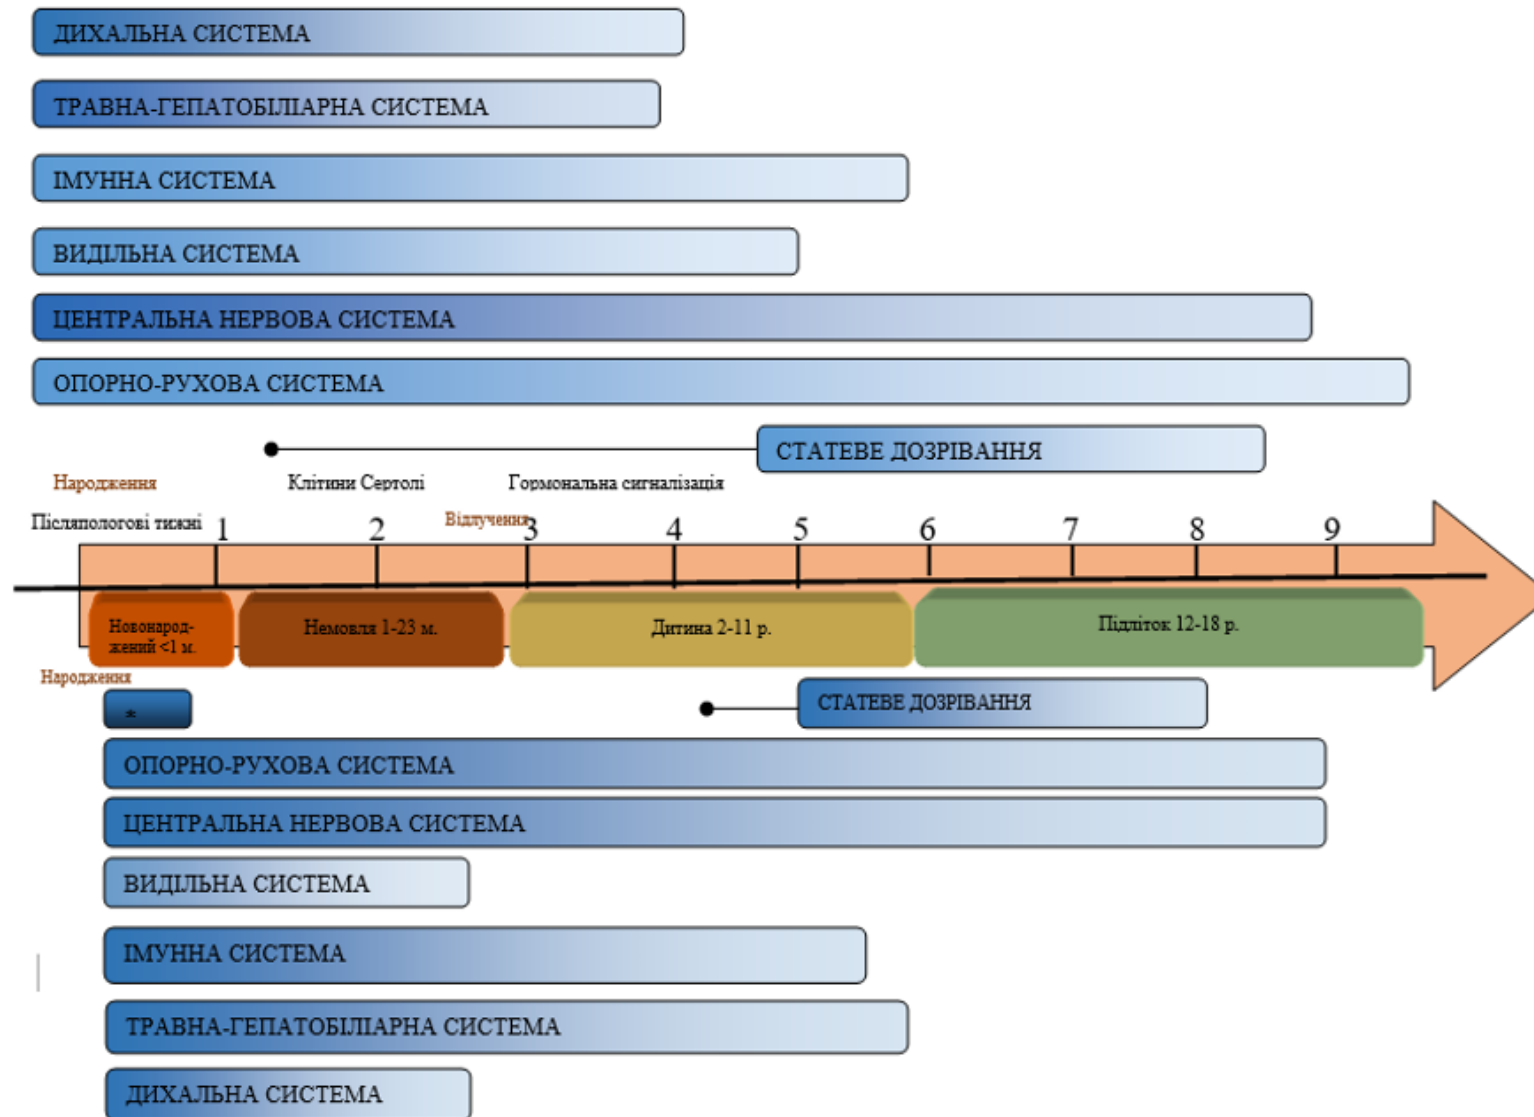 ДИХАЛЬНА СИСТЕМА
ТРАВНА-ГЕПАТОБІЛІАРНА СИСТЕМА
ІМУННА СИСТЕМА
ВИДІЛЬНА СИСТЕМА
ЦЕНТРАЛЬНА НЕРВОВА СИСТЕМА
ОПОРНО-РУХОВА СИСТЕМА
СТАТЕВЕ ДОЗРІВАННЯ
Народження Клітини Сертолі Гормональна сигналізація
Післяпологові тижні 1 2 Відлучення 3 4 5 6 7 8 9
Новонарод-
жений <1 м.
Немовля 1-23 м.
Дитина 2-11 р.
Підліток 12-18 р.
Народження
*
СТАТЕВЕ ДОЗРІВАННЯ
ОПОРНО-РУХОВА СИСТЕМА
ЦЕНТРАЛЬНА НЕРВОВА СИСТЕМА
ВИДІЛЬНА СИСТЕМА
ІМУННА СИСТЕМА
ТРАВНА-ГЕПАТОБІЛІАРНА СИСТЕМА
ДИХАЛЬНА СИСТЕМА